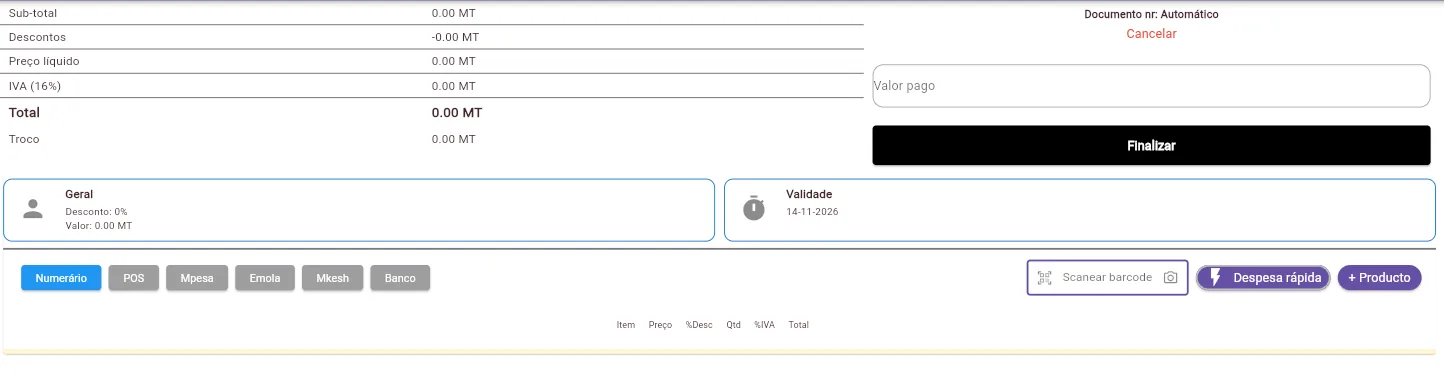 Sub-total 0.00 MT
Descontos -0.00 MT
Preço líquido 0.00 MT
IVA (16%) 0.00 MT
Total 0.00 MT
Troco 0.00 MT
Documento nr: Automático
Cancelar
Valor pago
Finalizar
Geral
Desconto: 0%
Valor: 0.00 MT
Validade
14-11-2026
Numerário POS Mpesa Emola Mkesh Banco Scanear barcode Despesa rápida + Producto
Item Preço %Desc Qtd %IVA Total